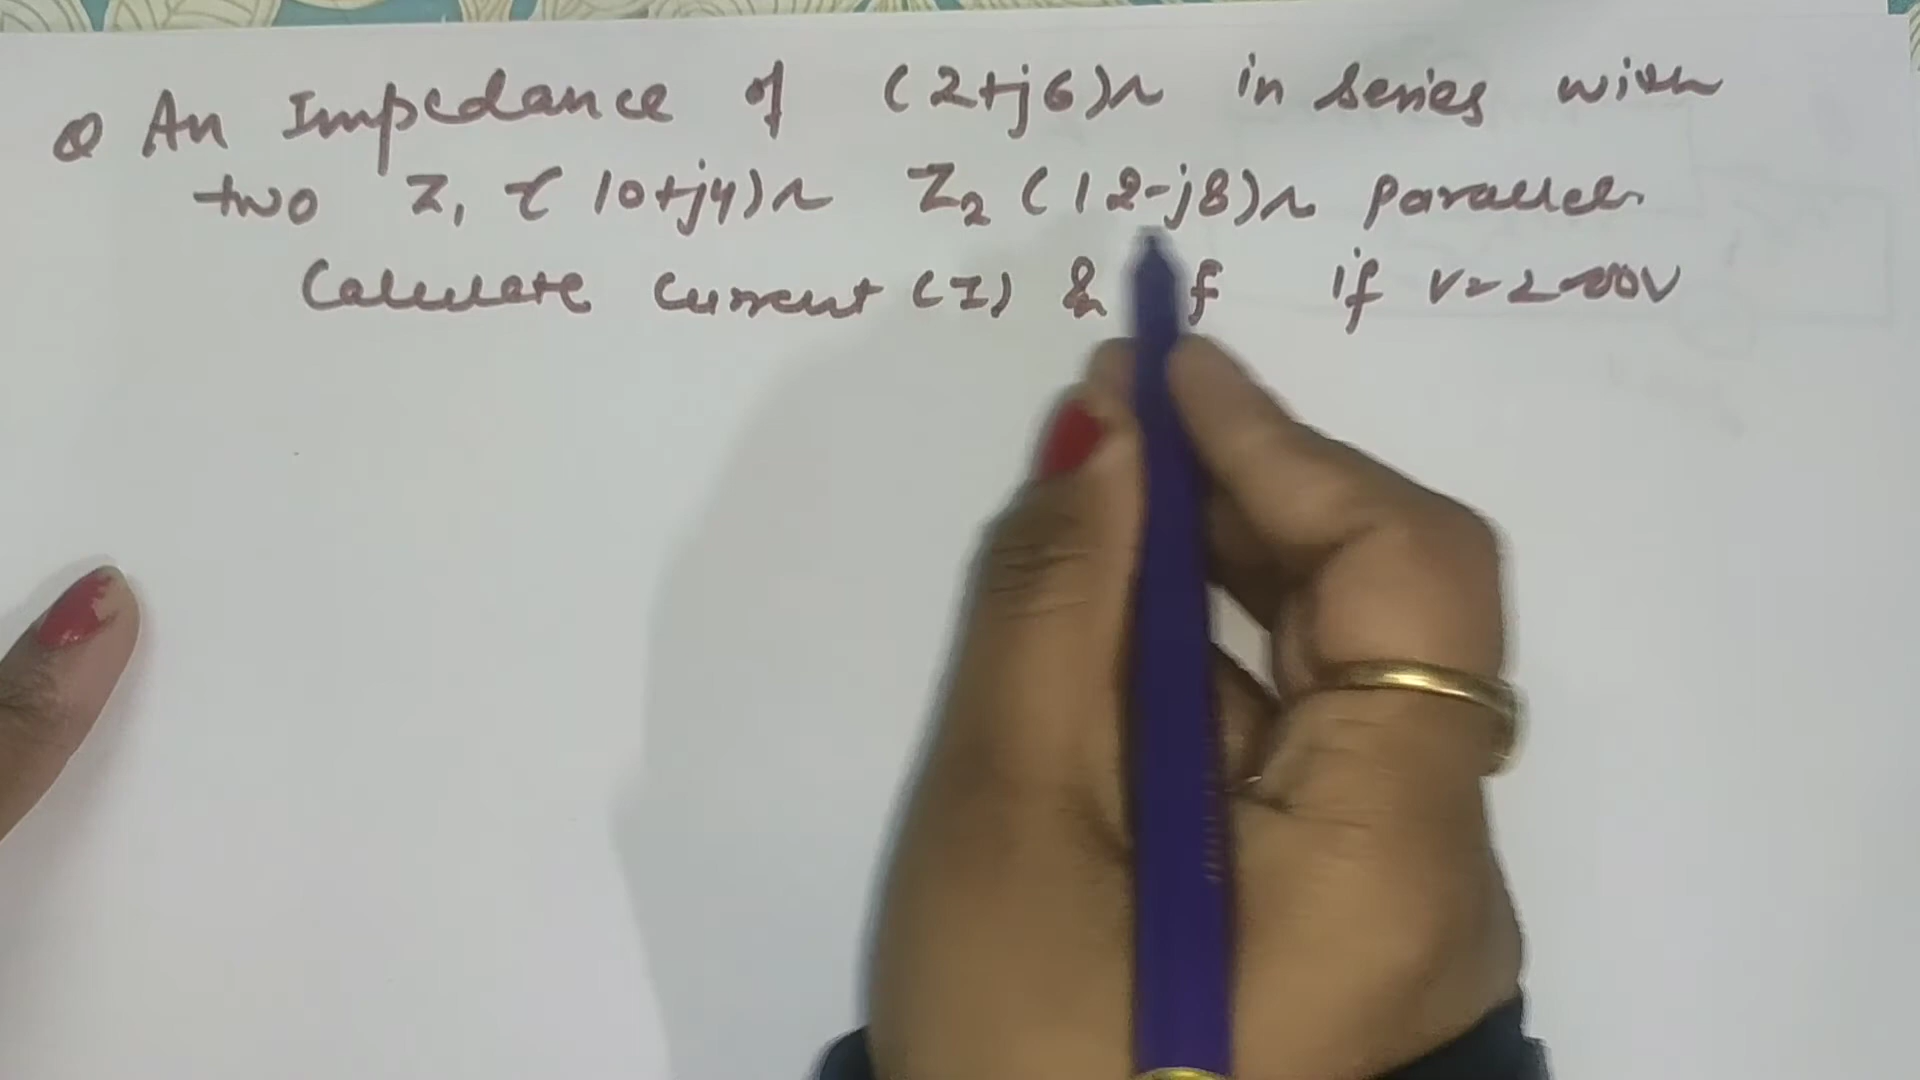 Q An Impedance of (2+j6)Ω in series with
two Z₁ (10+j4)Ω Z₂ (12-j8)Ω parallel
Calculate Current (I) & f if V=200V